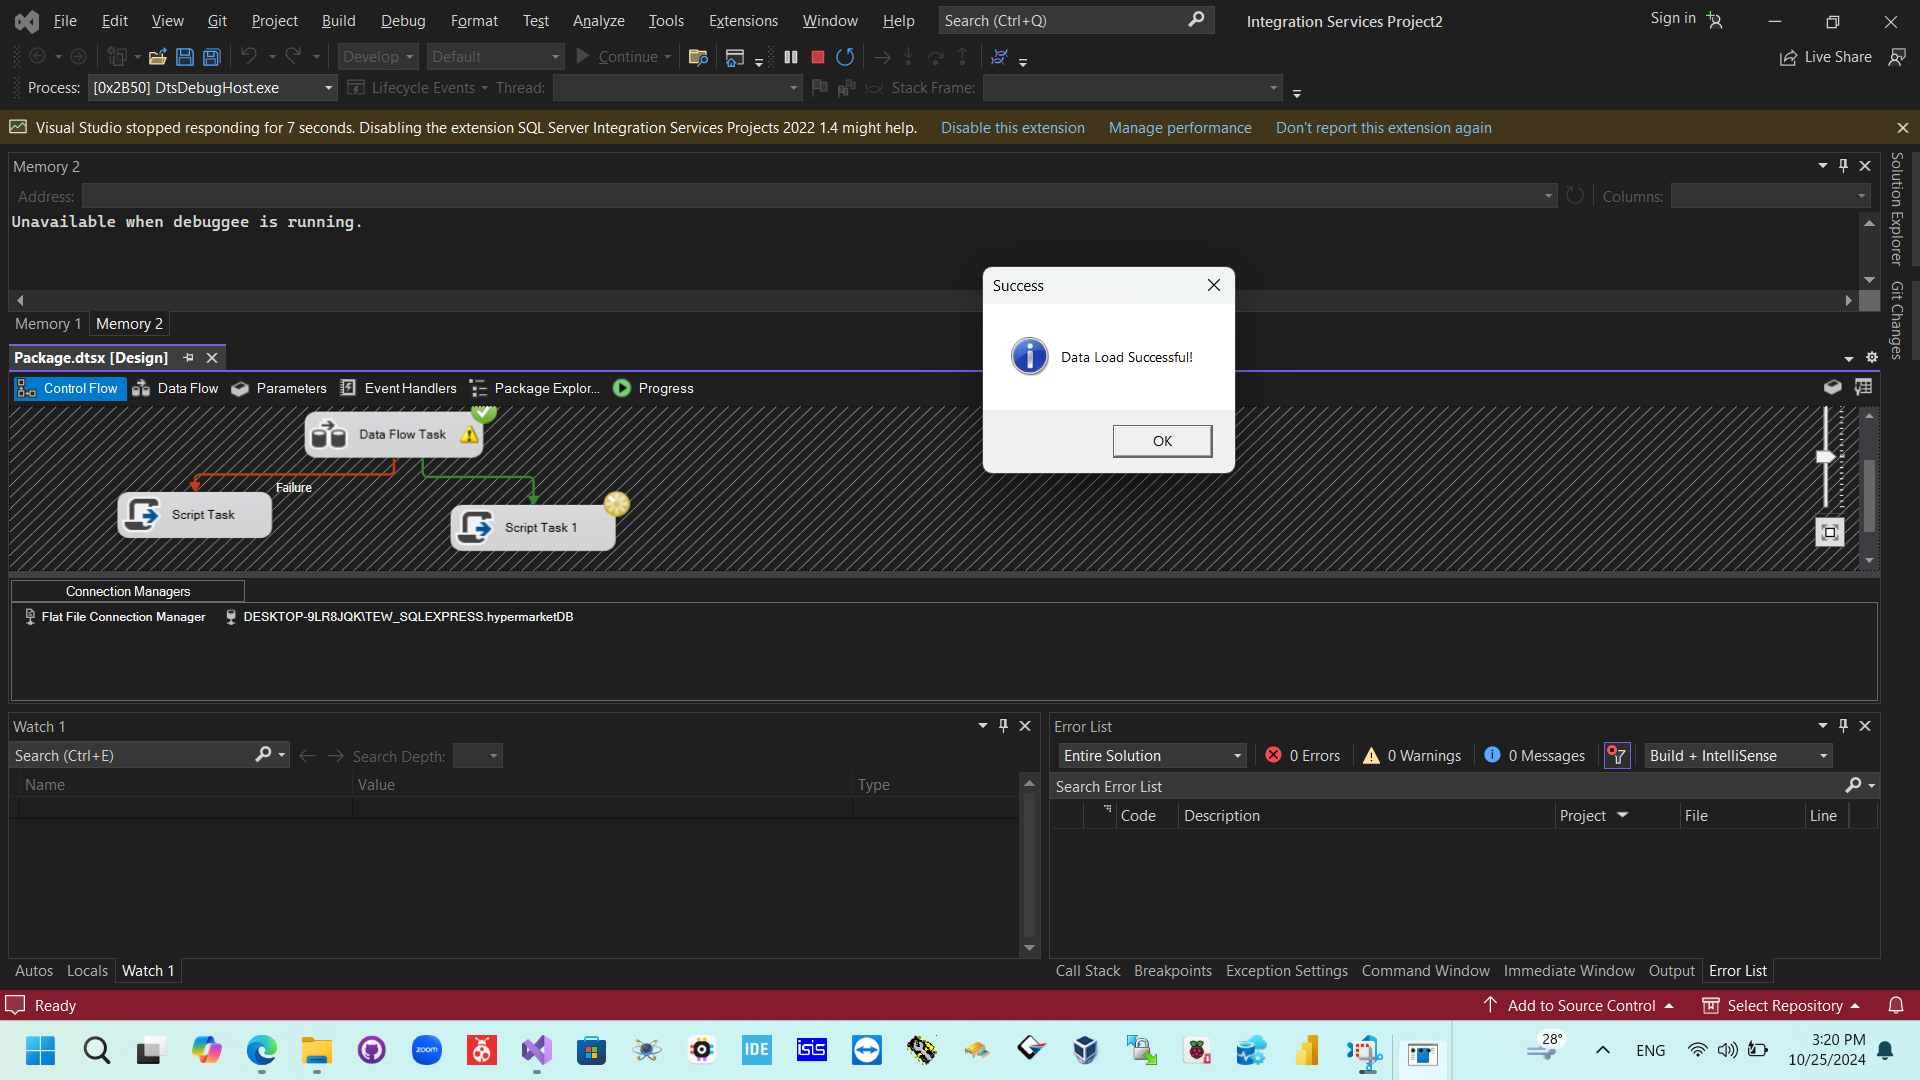 File Edit View Git Project Build Debug Format Test Analyze Tools Extensions Window Help Search (Ctrl+Q) Integration Services Project2 Sign in
Develop Default Continue Live Share
Process: [0x2B50] DtsDebugHost.exe Lifecycle Events Thread: Stack Frame:
Visual Studio stopped responding for 7 seconds. Disabling the extension SQL Server Integration Services Projects 2022 1.4 might help. Disable this extension Manage performance Don't report this extension again
Memory 2
Address: Columns:
Unavailable when debuggee is running.
Memory 1 Memory 2
Solution Explorer
Git Changes
Success
Data Load Successful!
OK
Package.dtsx [Design]
Control Flow Data Flow Parameters Event Handlers Package Explor... Progress
Data Flow Task
Failure
Script Task
Script Task 1
Connection Managers
Flat File Connection Manager DESKTOP-9LR8JQK\TEW_SQLEXPRESS.hypermarketDB
Watch 1
Search (Ctrl+E) Search Depth:
Name Value Type
Autos Locals Watch 1
Error List
Entire Solution 0 Errors 0 Warnings 0 Messages Build + IntelliSense
Search Error List
Code Description Project File Line
Call Stack Breakpoints Exception Settings Command Window Immediate Window Output Error List
Ready Add to Source Control Select Repository
zoom IDE isis 28° ENG 3:20 PM
10/25/2024